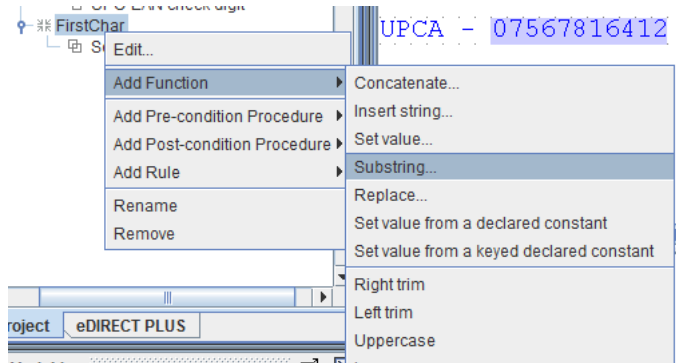 UPC-EAN check digit
FirstChar
UPCA - 07567816412
Edit...
Add Function
Add Pre-condition Procedure
Add Post-condition Procedure
Add Rule
Rename
Remove
Concatenate...
Insert string...
Set value...
Substring...
Replace...
Set value from a declared constant
Set value from a keyed declared constant
Right trim
Left trim
Uppercase
roject
eDIRECT PLUS